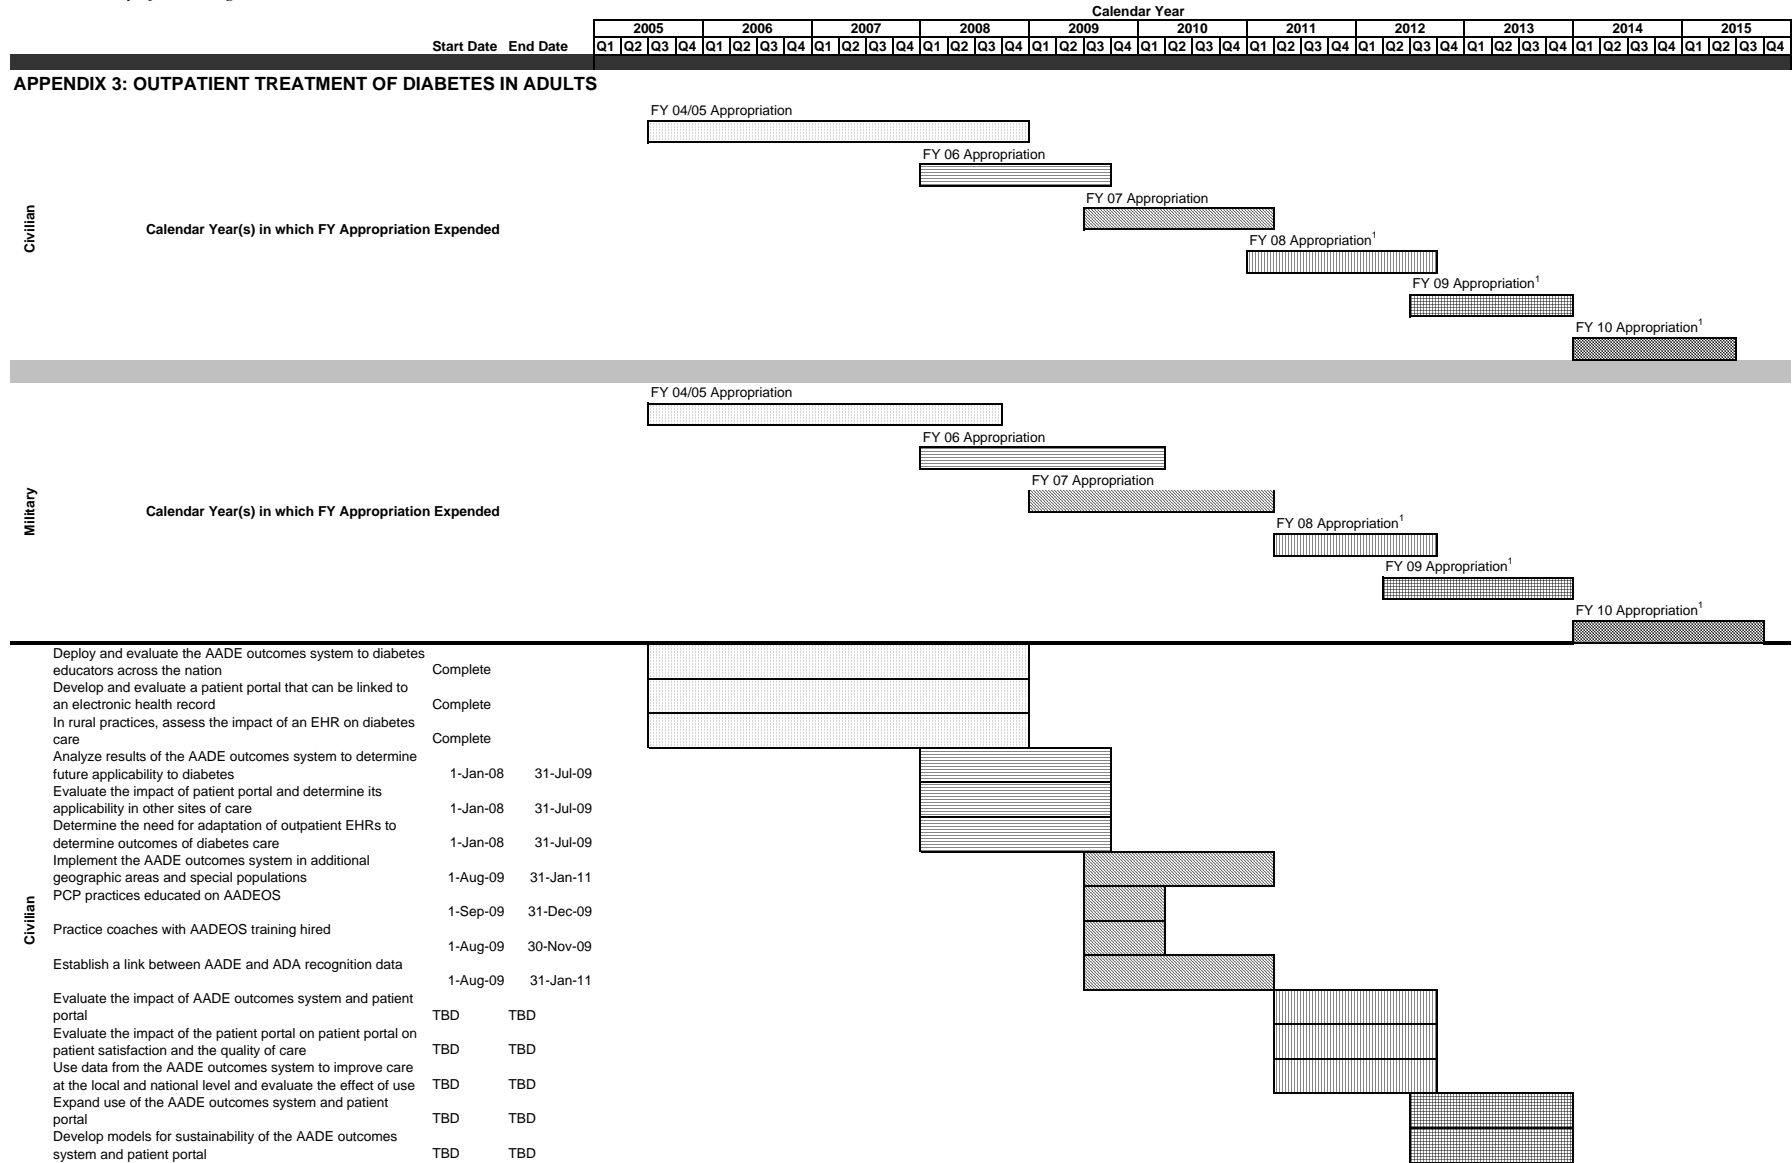 Calendar Year
2005 2006 2007 2008 2009 2010 2011 2012 2013 2014 2015
Start Date End Date Q1 Q2 Q3 Q4 Q1 Q2 Q3 Q4 Q1 Q2 Q3 Q4 Q1 Q2 Q3 Q4 Q1 Q2 Q3 Q4 Q1 Q2 Q3 Q4 Q1 Q2 Q3 Q4 Q1 Q2 Q3 Q4 Q1 Q2 Q3 Q4 Q1 Q2 Q3 Q4 Q1 Q2 Q3 Q4
APPENDIX 3: OUTPATIENT TREATMENT OF DIABETES IN ADULTS
Civilian
Calendar Year(s) in which FY Appropriation Expended
FY 04/05 Appropriation
FY 06 Appropriation
FY 07 Appropriation
FY 08 Appropriation1
FY 09 Appropriation1
FY 10 Appropriation1
Military
Calendar Year(s) in which FY Appropriation Expended
FY 04/05 Appropriation
FY 06 Appropriation
FY 07 Appropriation
FY 08 Appropriation1
FY 09 Appropriation1
FY 10 Appropriation1
Civilian
Deploy and evaluate the AADE outcomes system to diabetes
educators across the nation Complete
Develop and evaluate a patient portal that can be linked to
an electronic health record Complete
In rural practices, assess the impact of an EHR on diabetes
care Complete
Analyze results of the AADE outcomes system to determine
future applicability to diabetes 1-Jan-08 31-Jul-09
Evaluate the impact of patient portal and determine its
applicability in other sites of care 1-Jan-08 31-Jul-09
Determine the need for adaptation of outpatient EHRs to
determine outcomes of diabetes care 1-Jan-08 31-Jul-09
Implement the AADE outcomes system in additional
geographic areas and special populations 1-Aug-09 31-Jan-11
PCP practices educated on AADEOS
1-Sep-09 31-Dec-09
Practice coaches with AADEOS training hired
1-Aug-09 30-Nov-09
Establish a link between AADE and ADA recognition data
1-Aug-09 31-Jan-11
Evaluate the impact of AADE outcomes system and patient
portal TBD TBD
Evaluate the impact of the patient portal on patient portal on
patient satisfaction and the quality of care TBD TBD
Use data from the AADE outcomes system to improve care
at the local and national level and evaluate the effect of use TBD TBD
Expand use of the AADE outcomes system and patient
portal TBD TBD
Develop models for sustainability of the AADE outcomes
system and patient portal TBD TBD